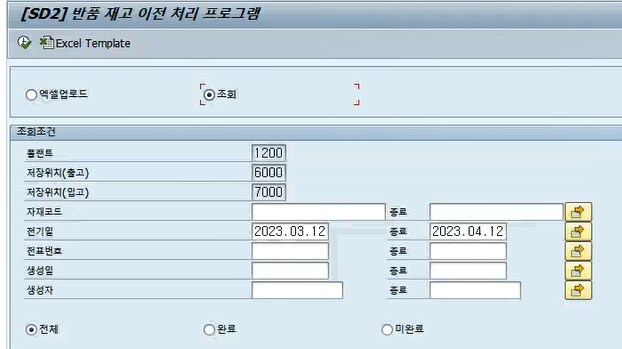 [SD2] 반품 재고 이전 처리 프로그램
Excel Template
엑셀업로드 조회
조회조건
플랜트 1200
저장위치(출고) 6000
저장위치(입고) 7000
자재코드 종료
전기일 2023.03.12 종료 2023.04.12
전표번호 종료
생성일 종료
생성자 종료
전체 완료 미완료